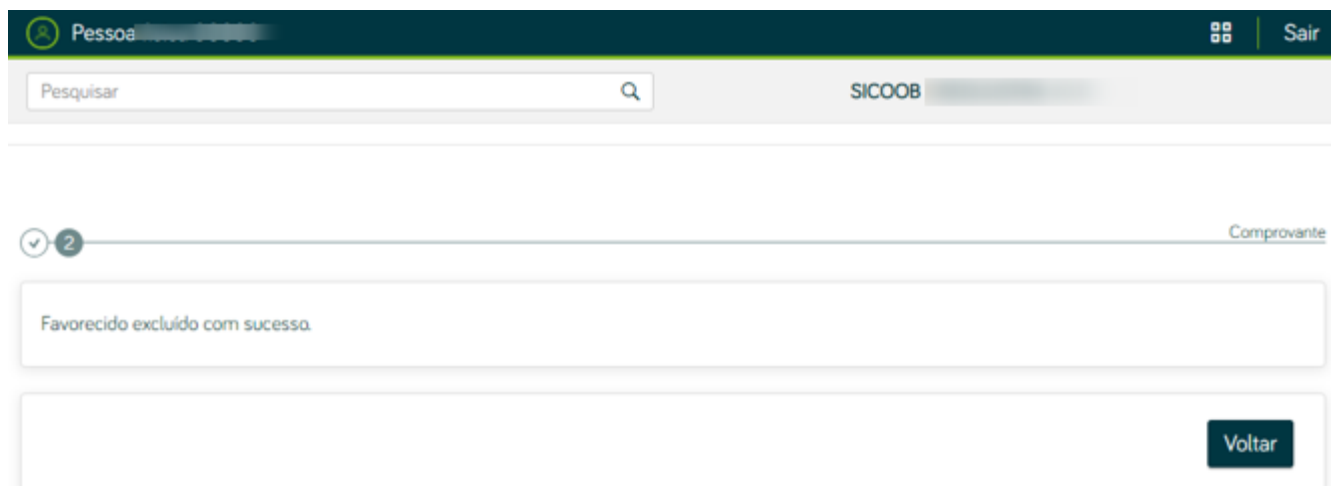 Pessoa
Sair
Pesquisar
SICOOB
2
Comprovante
Favorecido excluído com sucesso.
Voltar